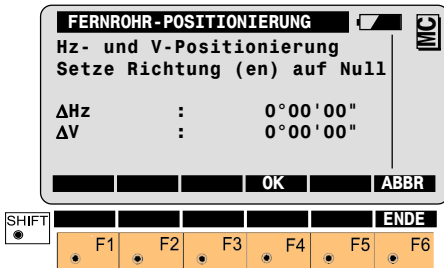 FERNROHR-POSITIONIERUNG
MC
Hz- und V-Positionierung
Setze Richtung (en) auf Null
ΔHz : 0°00'00"
ΔV : 0°00'00"
OK ABBR
SHIFT ENDE
F1 F2 F3 F4 F5 F6